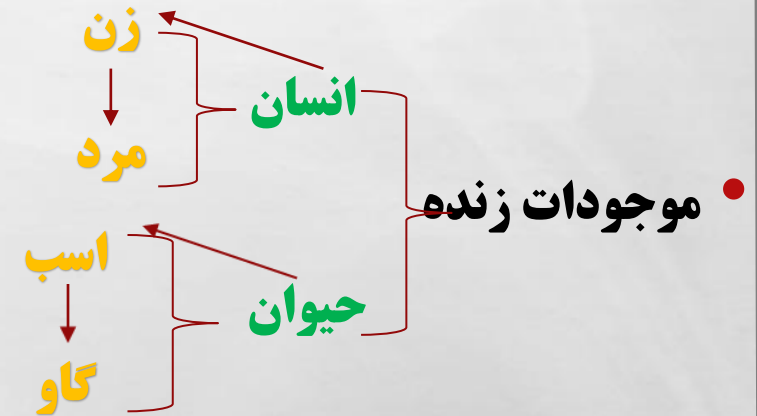 موجودات زنده
انسان
زن
مرد
حیوان
اسب
گاو